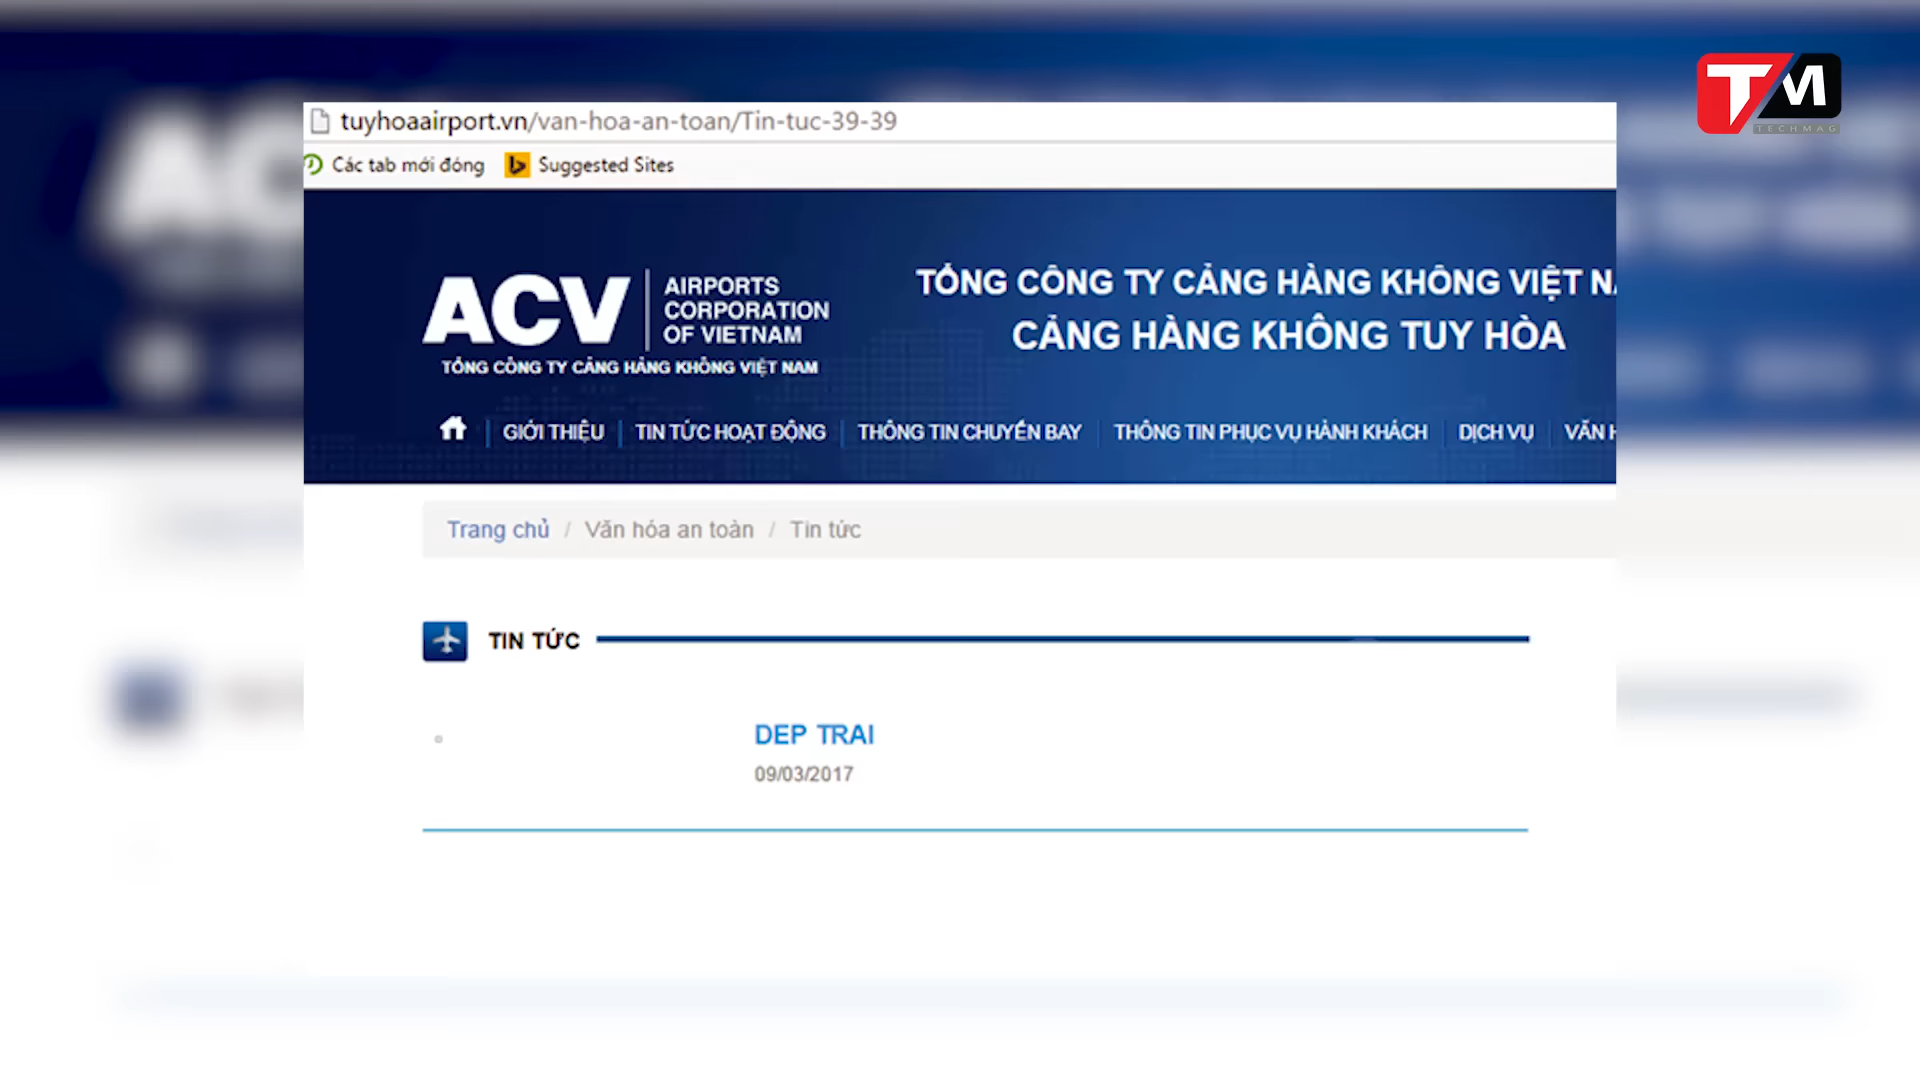 TM
TECHMAG
tuyhoaairport.vn/van-hoa-an-toan/Tin-tuc-39-39
Các tab mới đóng
Suggested Sites
ACV
AIRPORTS
CORPORATION
OF VIETNAM
TỔNG CÔNG TY CẢNG HÀNG KHÔNG VIỆT NAM
TỔNG CÔNG TY CẢNG HÀNG KHÔNG VIỆT NA
CẢNG HÀNG KHÔNG TUY HÒA
GIỚI THIỆU
TIN TỨC HOẠT ĐỘNG
THÔNG TIN CHUYẾN BAY
THÔNG TIN PHỤC VỤ HÀNH KHÁCH
DỊCH VỤ
VĂN H
Trang chủ / Văn hóa an toàn / Tin tức
TIN TỨC
DEP TRAI
09/03/2017